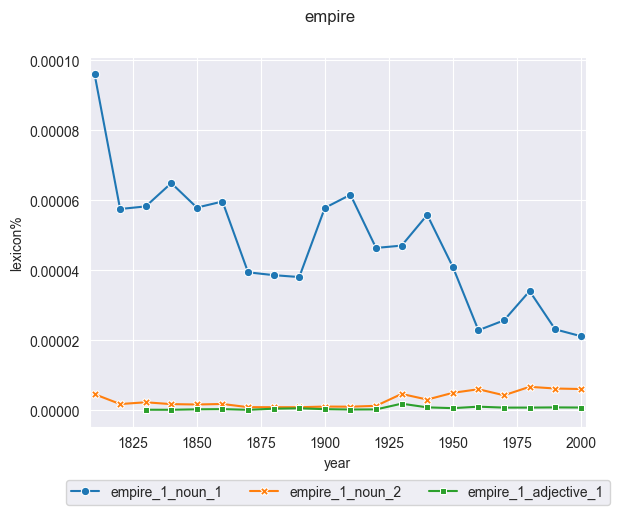 empire
0.00010
0.00008
0.00006
0.00004
0.00002
0.00000
lexicon%
1825 1850 1875 1900 1925 1950 1975 2000
year
empire_1_noun_1 empire_1_noun_2 empire_1_adjective_1